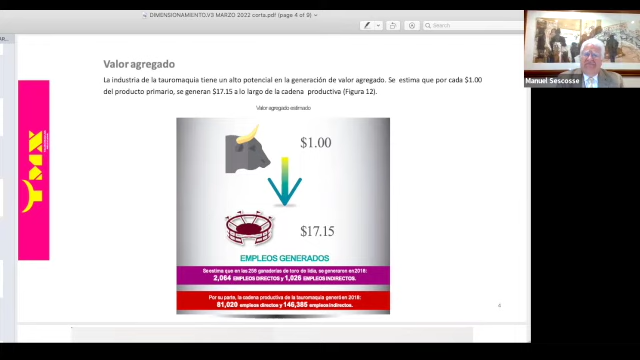 DIMENSIONAMIENTO.V3 MARZO 2022 corta.pdf (page 4 of 9)
Search
Manuel Sescosse
Valor agregado
La industria de la tauromaquia tiene un alto potencial en la generación de valor agregado. Se estima que por cada $1.00
del producto primario, se generan $17.15 a lo largo de la cadena productiva (Figura 12).
Valor agregado estimado
TMX
$1.00
$17.15
EMPLEOS GENERADOS
Se estima que en las 256 ganaderías de toro de lidia, se generaron en 2018:
2,064 EMPLEOS DIRECTOS y 1,026 EMPLEOS INDIRECTOS.
Por su parte, la cadena productiva de la tauromaquia generó en 2018:
81,020 empleos directos y 146,385 empleos indirectos.
4